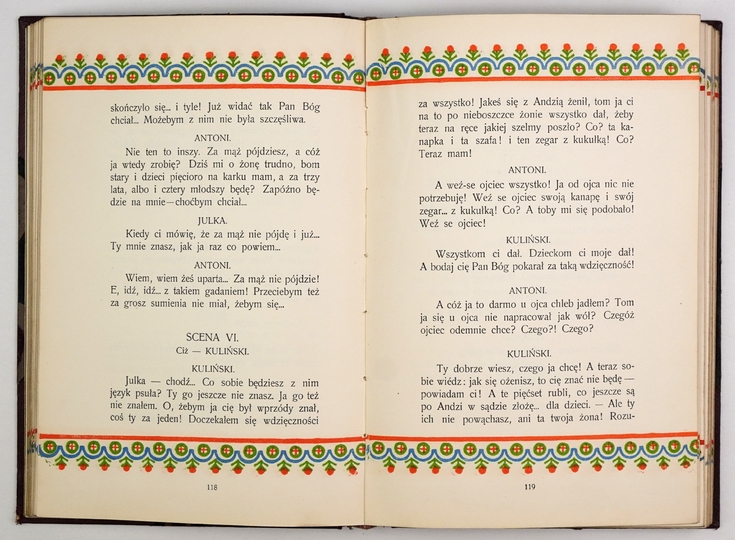 skończyło się... i tyle! Już widać tak Pan Bóg
chciał... Możebym z nim nie była szczęśliwa.
ANTONI.
Nie ten to inszy. Za mąż pójdziesz, a cóż
ja wtedy zrobię? Dziś mi o żonę trudno, bom
stary i dzieci pięcioro na karku mam, a za trzy
lata, albo i cztery młodszy będę? Zapóźno bę-
dzie na mnie—choćbym chciał...
JULKA.
Kiedy ci mówię, że za mąż nie pójdę i już...
Ty mnie znasz, jak ja raz co powiem...
ANTONI.
Wiem, wiem żeś uparta... Za mąż nie pójdzie!
E, idź, idź... z takiem gadaniem! Przeciebym też
za grosz sumienia nie miał, żebym się...
SCENA VI.
Ciż — KULIŃSKI.
KULIŃSKI.
Julka — chodź... Co sobie będziesz z nim
język psuła? Ty go jeszcze nie znasz. Ja go też
nie znałem. O, żebym ja cię był wprzódy znał,
coś ty za jeden! Doczekałem się wdzięczności
118
za wszystko! Jakeś się z Andzią żenił, tom ja ci
na to po nieboszczce żonie wszystko dał, żeby
teraz na ręce jakiej szelmy poszło? Co? ta ka-
napka i ta szafa! i ten zegar z kukułką! Co?
Teraz mam!
ANTONI.
A weź-se ojciec wszystko! Ja od ojca nic nie
potrzebuję! Weź se ojciec swoją kanapę i swój
zegar... z kukułką! Co? A toby mi się podobało!
Weź se ojciec!
KULIŃSKI.
Wszystkom ci dał. Dzieckom ci moje dał!
A bodaj cię Pan Bóg pokarał za taką wdzięczność!
ANTONI.
A cóż ja to darmo u ojca chleb jadłem? Tom
ja się u ojca nie napracował jak wół? Czegóż
ojciec odemnie chce? Czego?! Czego?
KULIŃSKI.
Ty dobrze wiesz, czego ja chcę! A teraz so-
bie wiédz: jak się ożenisz, to cię znać nie będę —
powiadam ci! A te pięćset rubli, co jeszcze są
po Andzi w sądzie złożę... dla dzieci. — Ale ty
ich nie powąchasz, ani ta twoja żona! Rozu-
119